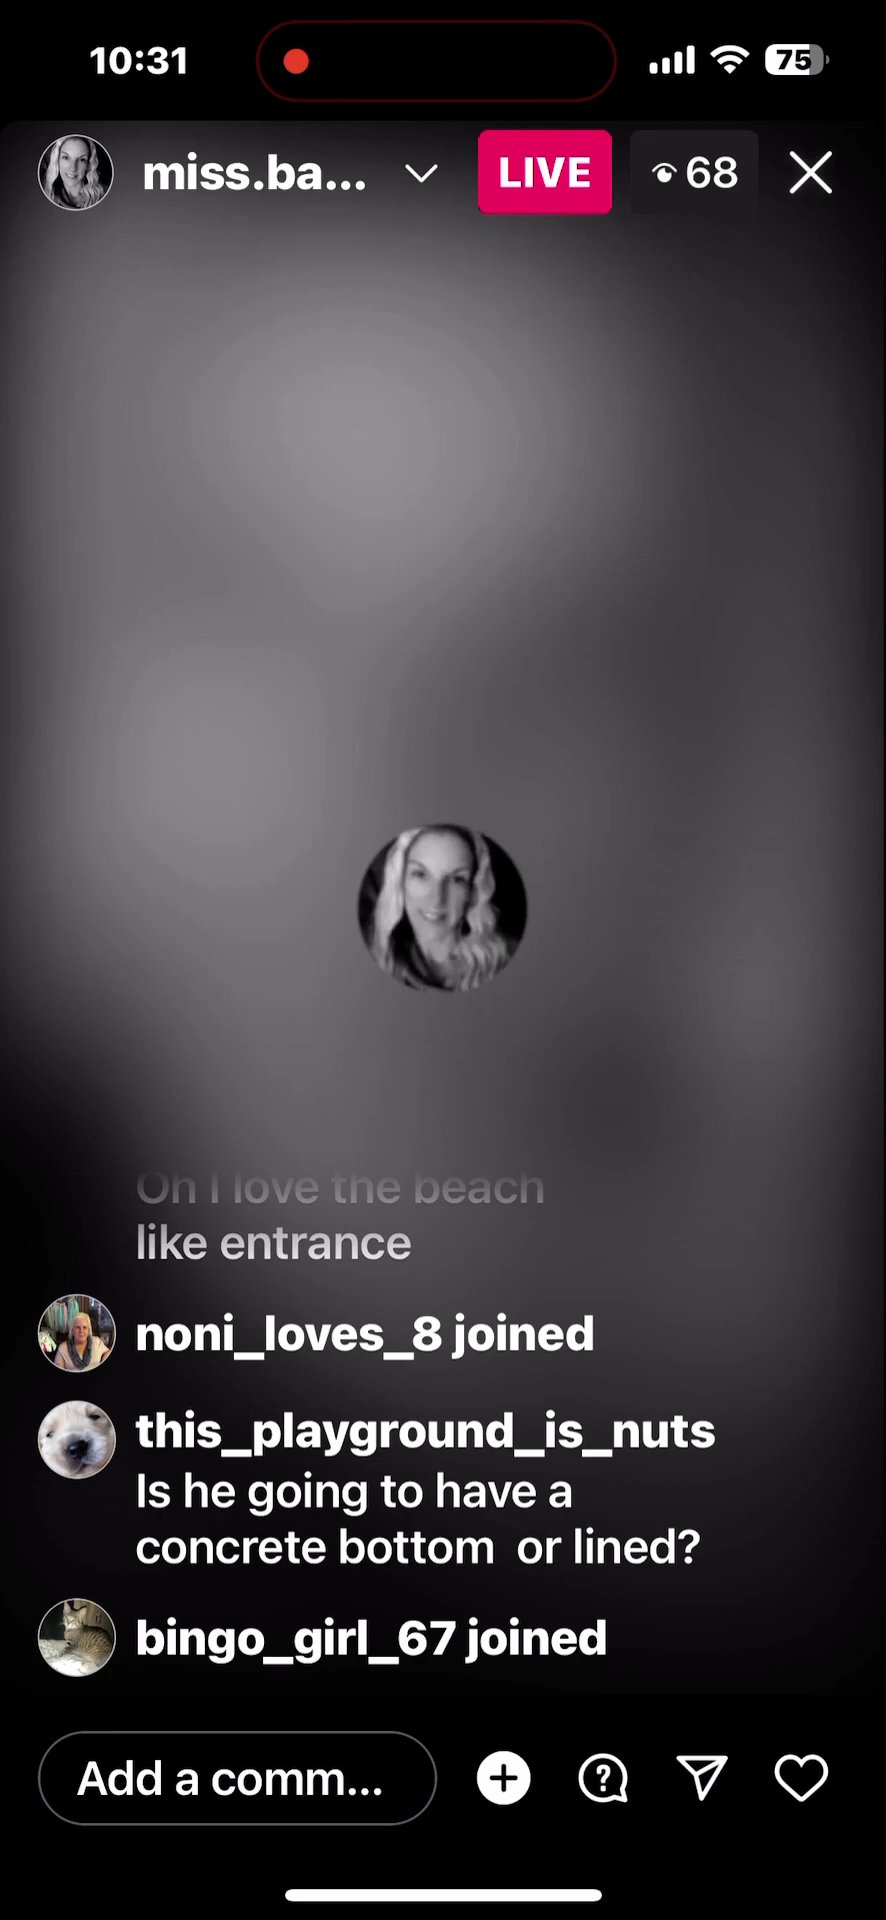 10:31
75
miss.ba...
LIVE
68
Oh I love the beach
like entrance
noni_loves_8 joined
this_playground_is_nuts
Is he going to have a
concrete bottom  or lined?
bingo_girl_67 joined
Add a comm...